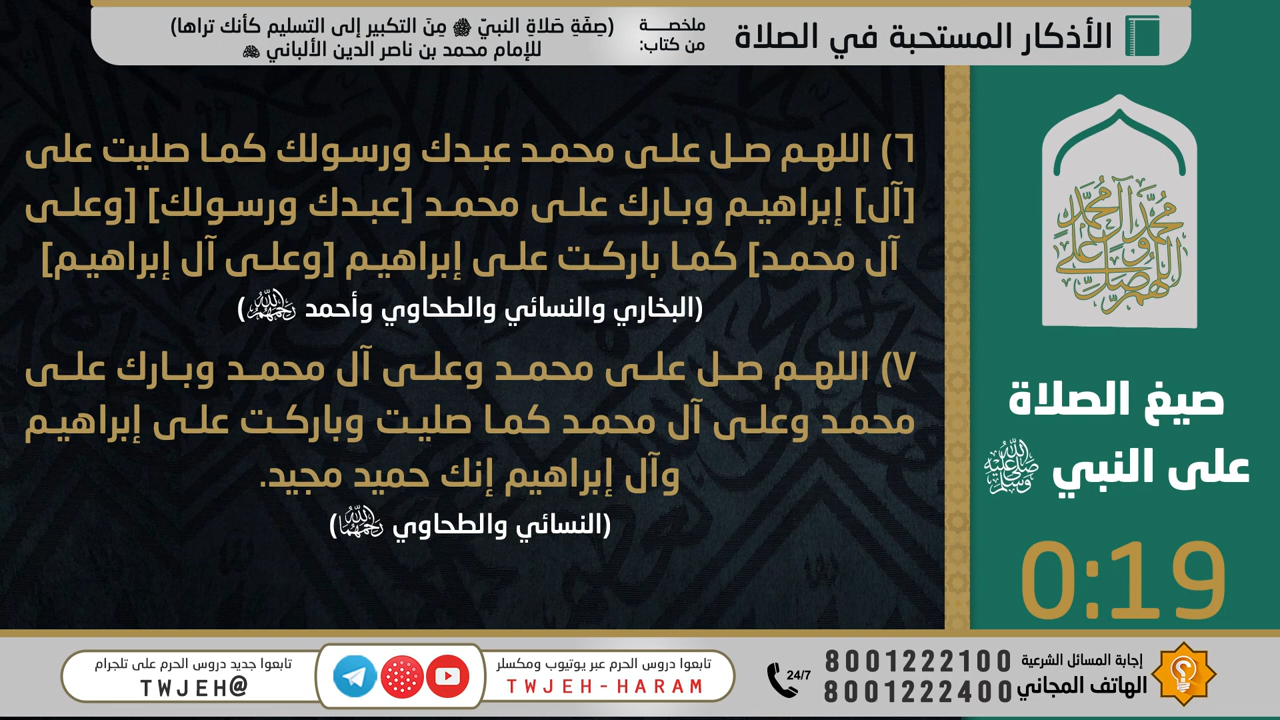 الأذكار المستحبة في الصلاة
ملخصة
من كتاب:
(صِفَةِ صَلاةِ النبيّ ﷺ مِنَ التكبير إلى التسليم كأنك تراها)
للإمام محمد بن ناصر الدين الألباني
٦) اللهم صل على محمد عبدك ورسولك كما صليت على
[آل] إبراهيم وبارك على محمد [عبدك ورسولك] [وعلى
آل محمد] كما باركت على إبراهيم [وعلى آل إبراهيم]
(البخاري والنسائي والطحاوي وأحمد رحمهم الله)
٧) اللهم صل على محمد وعلى آل محمد وبارك على
محمد وعلى آل محمد كما صليت وباركت على إبراهيم
وآل إبراهيم إنك حميد مجيد.
(النسائي والطحاوي رحمهما الله)
اللهم صل على محمد وآل محمد
صيغ الصلاة
على النبي ﷺ
0:19
إجابة المسائل الشرعية
الهاتف المجاني
8001222100
8001222400
24/7
تابعوا دروس الحرم عبر يوتيوب ومكسلر
TWJEH-HARAM
تابعوا جديد دروس الحرم على تلجرام
TWJEH@